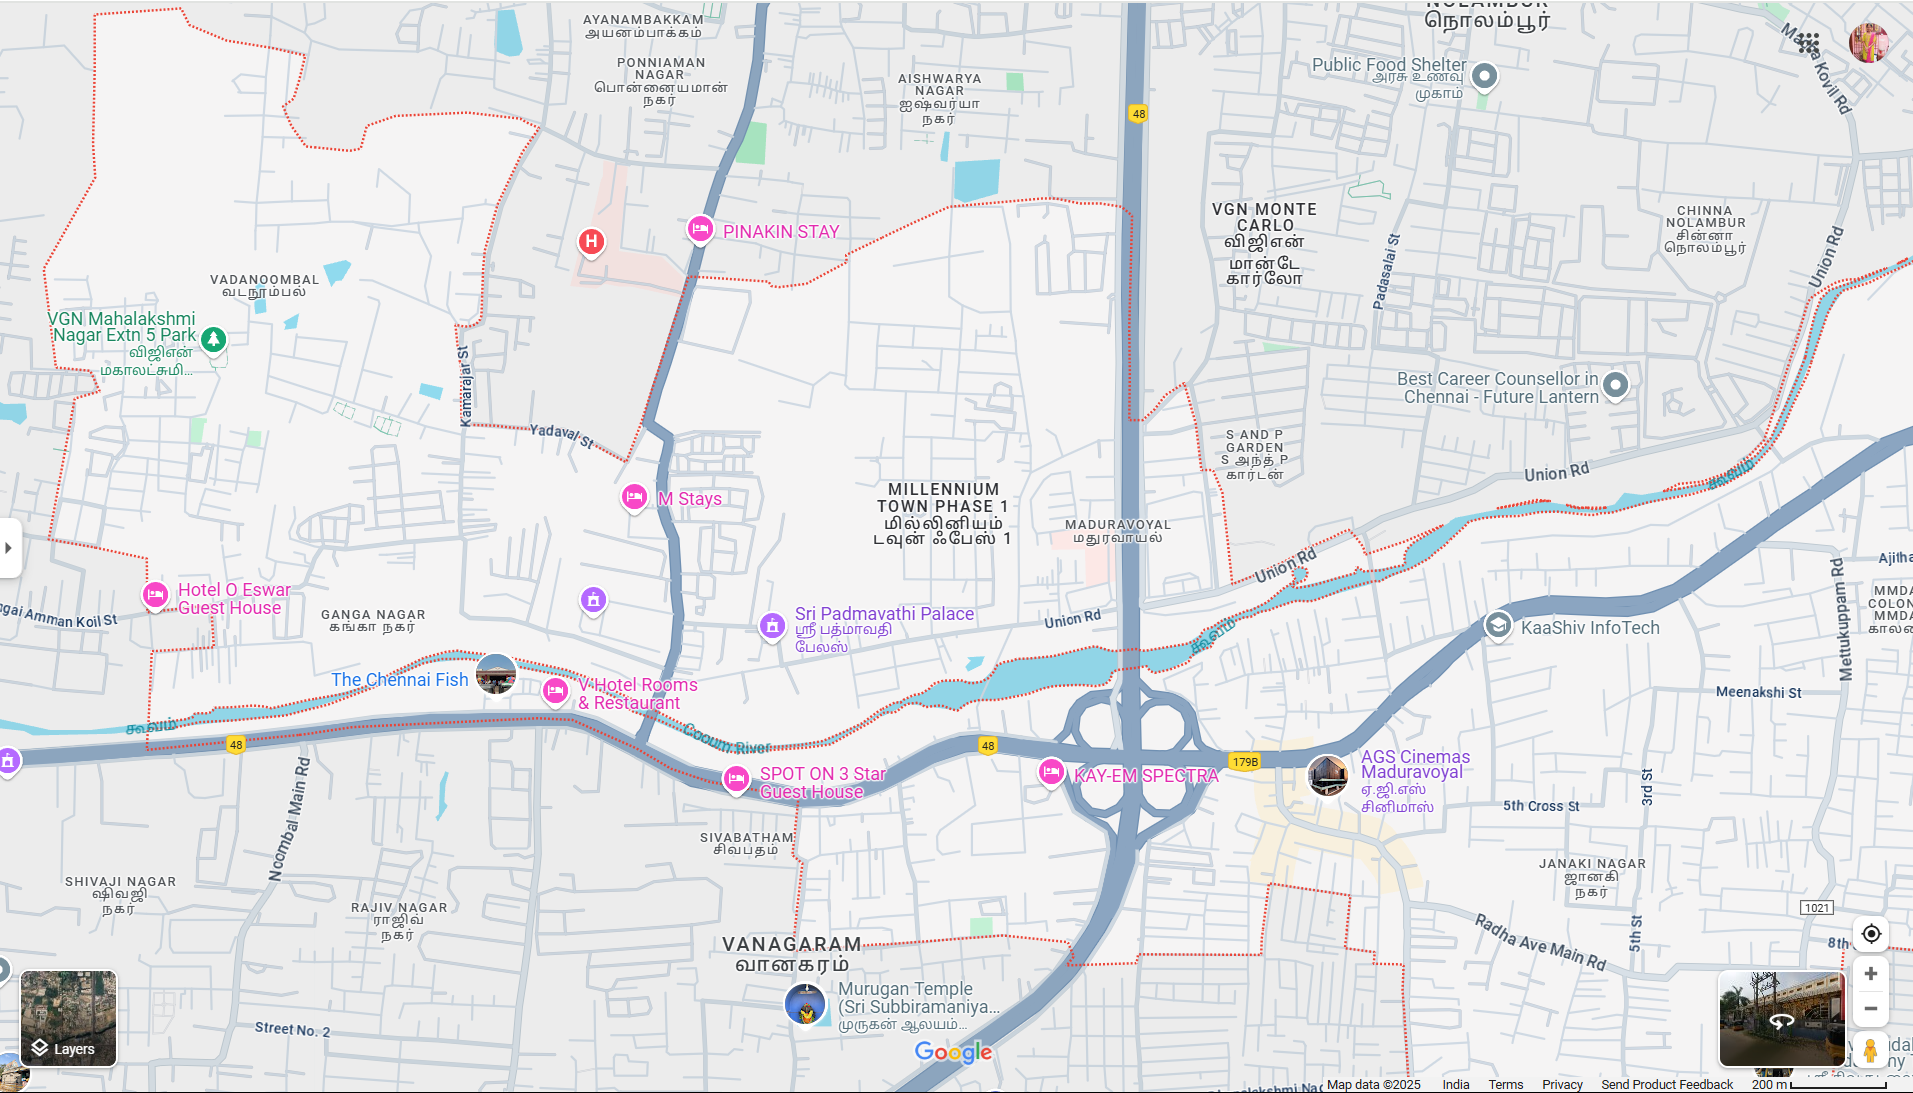 AYANAMBAKKAM
அயனம்பாக்கம்
NOLAMBUR
நொலம்பூர்
Madha Kovil Rd
PONNIAMAN
NAGAR
பொன்னையமான்
நகர்
AISHWARYA
NAGAR
ஐஷ்வர்யா
நகர்
Public Food Shelter
அரசு உணவு
முகாம்
48
VGN MONTE
CARLO
விஜிஎன்
மான்டே
கார்லோ
CHINNA
NOLAMBUR
சின்னா
நொலம்பூர்
Padasalai St
Union Rd
H
PINAKIN STAY
VADANOOMBAL
வடநூம்பல்
VGN Mahalakshmi
Nagar Extn 5 Park
விஜிஎன்
மகாலட்சுமி...
Kamarajar St
Yadaval St
Best Career Counsellor in
Chennai - Future Lantern
S AND P
GARDEN
S அந்த் P
கார்டன்
Union Rd
கூவம்
M Stays
MILLENNIUM
TOWN PHASE 1
மில்லினியம்
டவுன் ஃபேஸ் 1
MADURAVOYAL
மதுரவாயல்
Union Rd
Mettukuppam Rd
Hotel O Eswar
Guest House
ngai Amman Koil St
GANGA NAGAR
கங்கா நகர்
Sri Padmavathi Palace
ஸ்ரீ பத்மாவதி
பேலஸ்
Union Rd
கூவம்
KaaShiv InfoTech
MMDA
COLON
MMDA
The Chennai Fish
V Hotel Rooms
& Restaurant
Meenakshi St
கூவம்
Cooum River
48
48
179B
SPOT ON 3 Star
Guest House
KAY-EM SPECTRA
AGS Cinemas
Maduravoyal
ஏ.ஜி.எஸ்
சினிமாஸ்
3rd St
5th Cross St
Noombal Main Rd
SIVABATHAM
சிவபதம்
SHIVAJI NAGAR
ஷிவஜி
நகர்
RAJIV NAGAR
ராஜிவ்
நகர்
JANAKI NAGAR
ஜானகி
நகர்
1021
5th St
Radha Ave Main Rd
8th
VANAGARAM
வானகரம்
Murugan Temple
(Sri Subbiramaniya...
முருகன் ஆலயம்...
Street No. 2
Layers
Google
Map data ©2025 India Terms Privacy Send Product Feedback 200 m